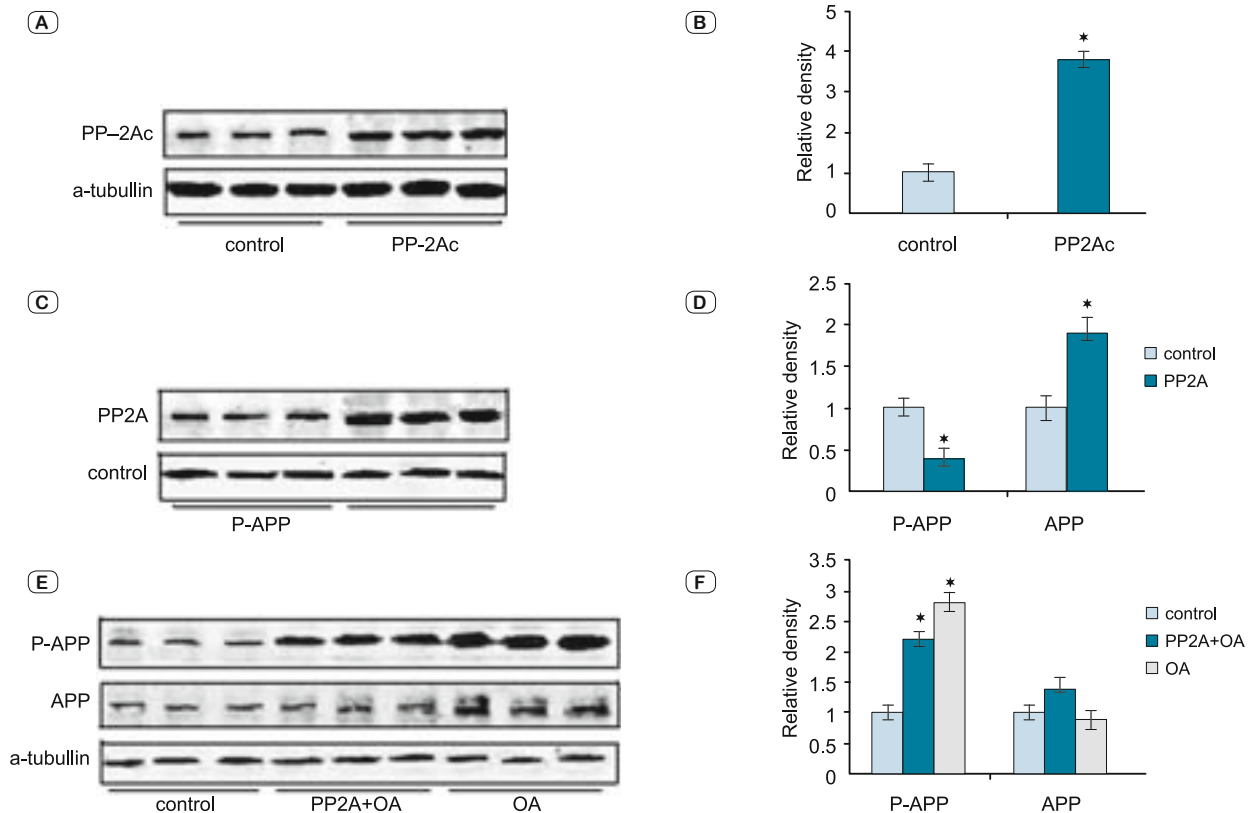 A
PP–2Ac
a-tubullin
control PP-2Ac
B
Relative density
5
4
3
2
1
0
*
control PP2Ac
C
PP2A
control
P-APP
D
Relative density
2.5
2
1.5
1
0.5
0
* *
P-APP APP
control
PP2A
E
P-APP
APP
a-tubullin
control PP2A+OA OA
F
Relative density
3.5
3
2.5
2
1.5
1
0.5
0
* *
P-APP APP
control
PP2A+OA
OA